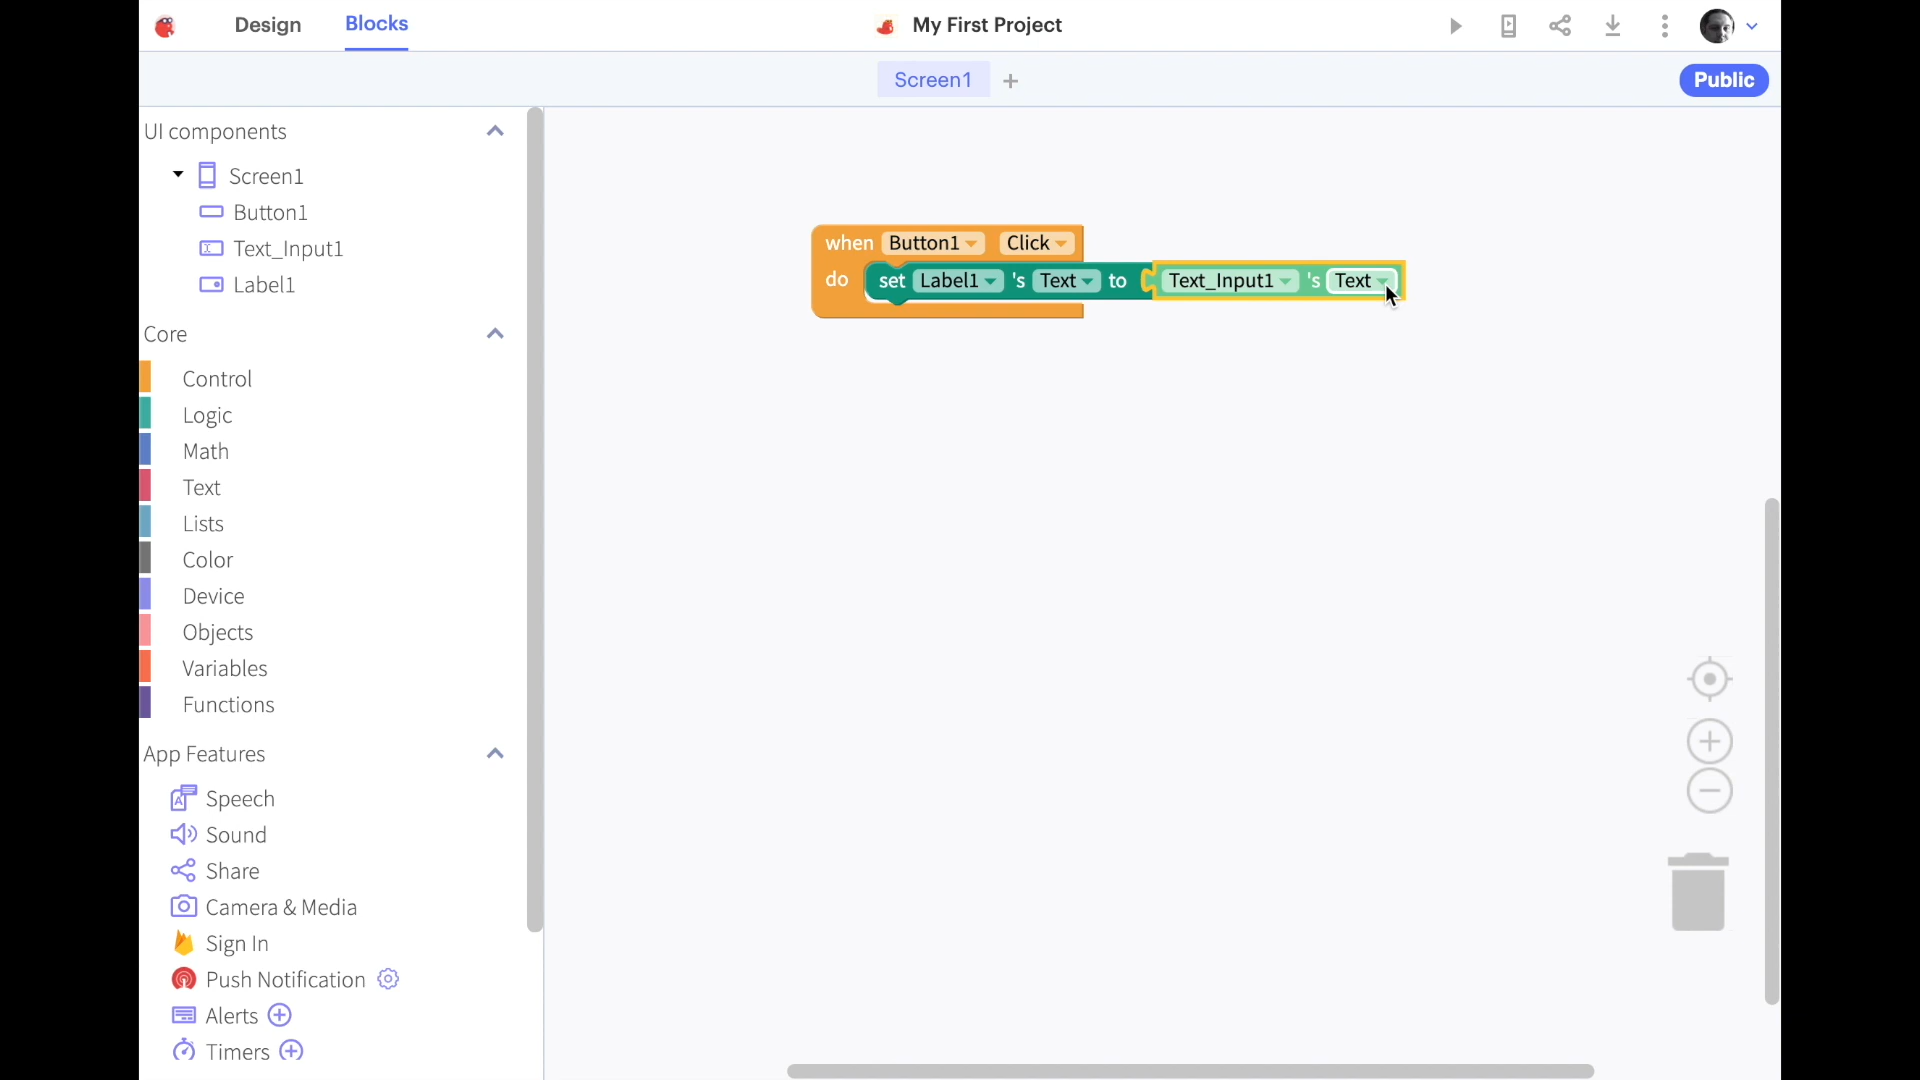 Design
Blocks
My First Project
Screen1 +
Public
UI components
Screen1
Button1
Text_Input1
Label1
Core
Control
Logic
Math
Text
Lists
Color
Device
Objects
Variables
Functions
App Features
Speech
Sound
Share
Camera & Media
Sign In
Push Notification
Alerts
Timers
when Button1 Click
do set Label1 's Text to Text_Input1 's Text